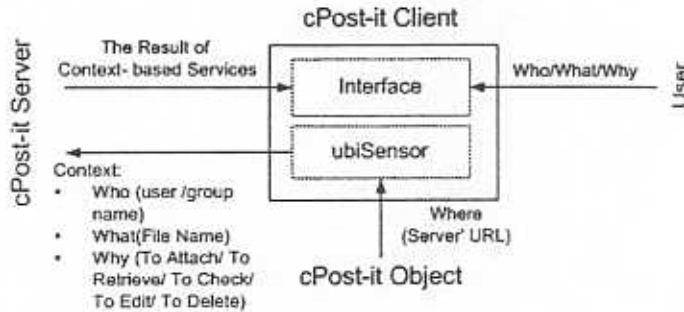 cPost-it Client
cPost-it Server
The Result of
Context- based Services
Interface
Who/What/Why
User
ubiSensor
Context:
• Who (user /group
name)
• What(File Name)
• Why (To Attach/ To
Retrieve/ To Check/
To Edit/ To Delete)
Where
(Server' URL)
cPost-it Object